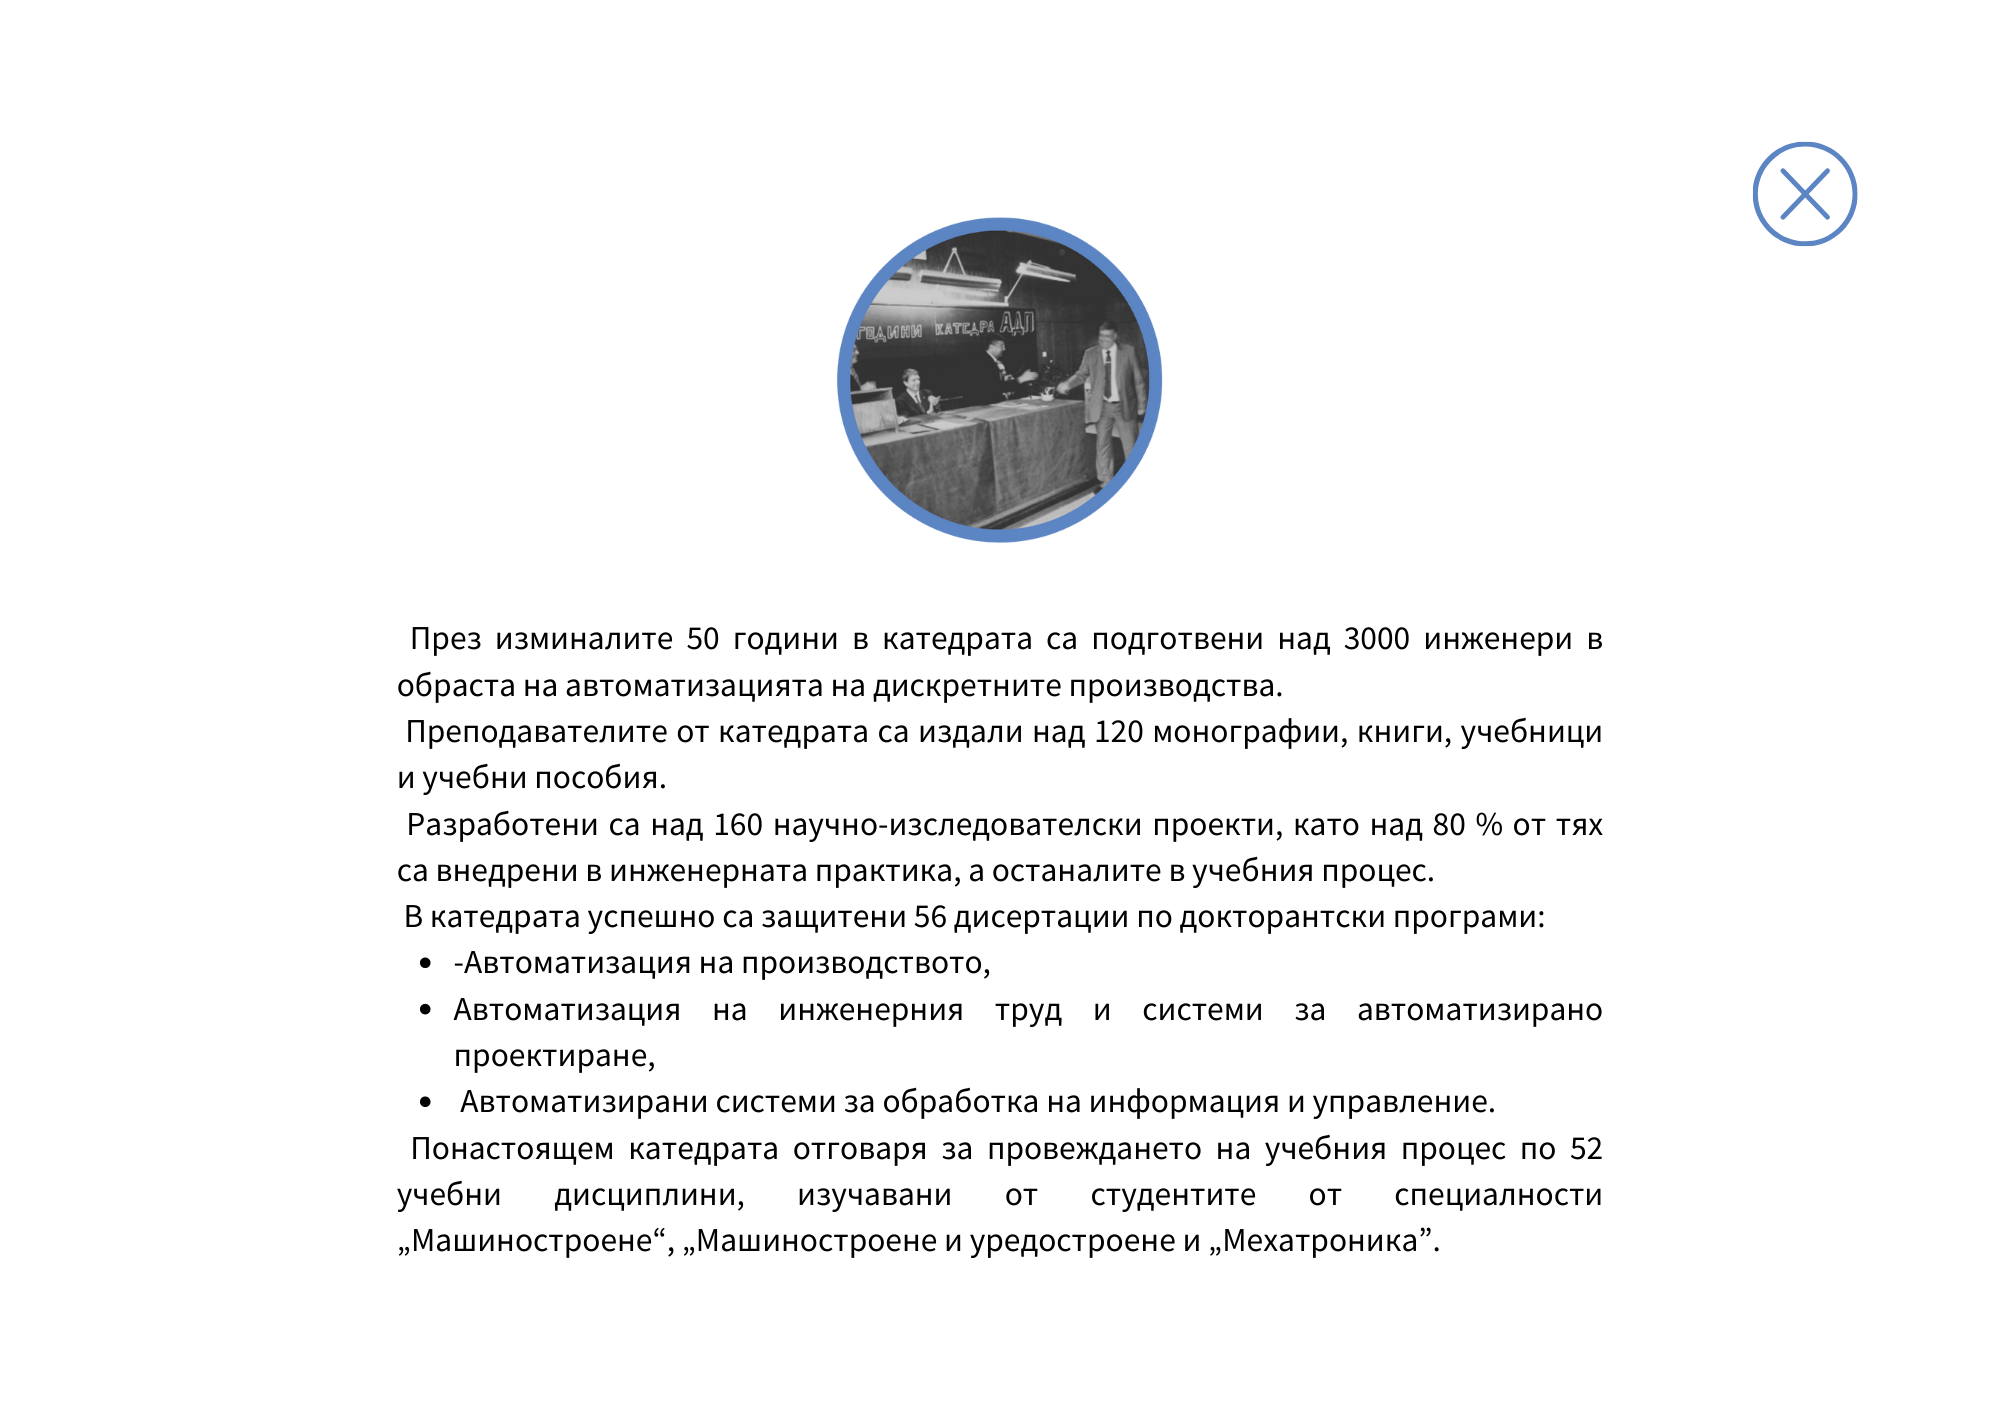 ГОДИНИ КАТЕДРА АДП
През изминалите 50 години в катедрата са подготвени над 3000 инженери в
обраста на автоматизацията на дискретните производства.
Преподавателите от катедрата са издали над 120 монографии, книги, учебници
и учебни пособия.
Разработени са над 160 научно-изследователски проекти, като над 80 % от тях
са внедрени в инженерната практика, а останалите в учебния процес.
В катедрата успешно са защитени 56 дисертации по докторантски програми:
• -Автоматизация на производството,
• Автоматизация на инженерния труд и системи за автоматизирано
проектиране,
• Автоматизирани системи за обработка на информация и управление.
Понастоящем катедрата отговаря за провеждането на учебния процес по 52
учебни дисциплини, изучавани от студентите от специалности
„Машиностроене“, „Машиностроене и уредостроене и „Мехатроника”.